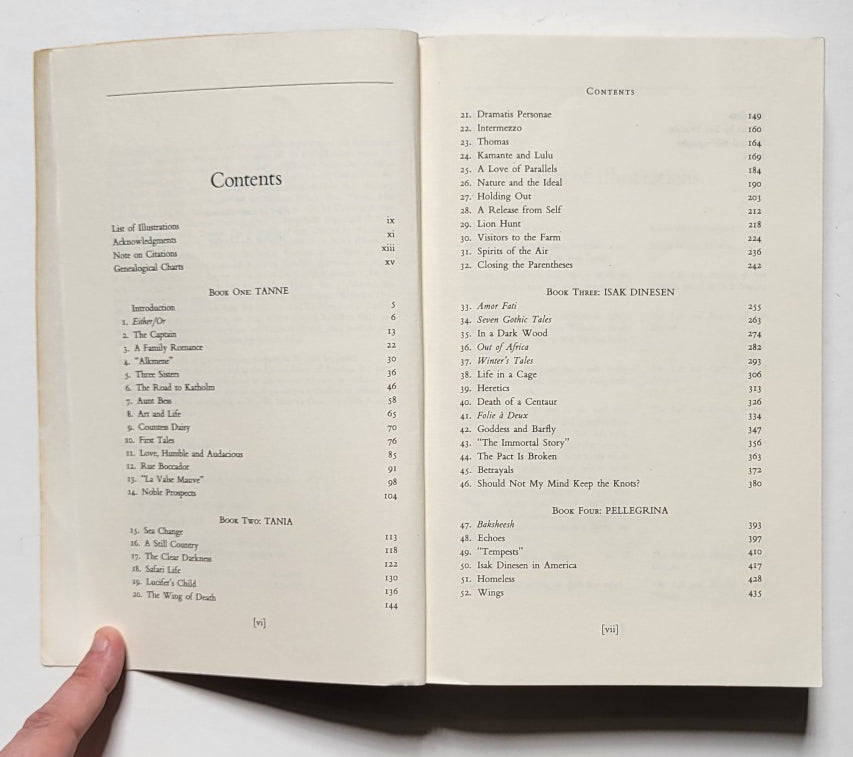 Contents
List of Illustrations ix
Acknowledgments xi
Note on Citations xiii
Genealogical Charts xv
Book One: TANNE
Introduction 5
1. Either/Or 6
2. The Captain 13
3. A Family Romance 22
4. "Alkmene" 30
5. Three Sisters 36
6. The Road to Katholm 46
7. Aunt Bess 58
8. Art and Life 65
9. Countess Daisy 70
10. First Tales 76
11. Love, Humble and Audacious 85
12. Rue Boccador 91
13. "La Valse Mauve" 98
14. Noble Prospects 104
Book Two: TANIA
15. Sea Change 113
16. A Still Country 118
17. The Clear Darkness 122
18. Safari Life 130
19. Lucifer's Child 136
20. The Wing of Death 144
[vi]
Contents
21. Dramatis Personae 149
22. Intermezzo 160
23. Thomas 164
24. Kamante and Lulu 169
25. A Love of Parallels 184
26. Nature and the Ideal 190
27. Holding Out 203
28. A Release from Self 212
29. Lion Hunt 218
30. Visitors to the Farm 224
31. Spirits of the Air 236
32. Closing the Parentheses 242
Book Three: ISAK DINESEN
33. Amor Fati 255
34. Seven Gothic Tales 263
35. In a Dark Wood 274
36. Out of Africa 282
37. Winter's Tales 293
38. Life in a Cage 306
39. Heretics 313
40. Death of a Centaur 326
41. Folie à Deux 334
42. Goddess and Barfly 347
43. "The Immortal Story" 356
44. The Pact Is Broken 363
45. Betrayals 372
46. Should Not My Mind Keep the Knots? 380
Book Four: PELLEGRINA
47. Baksheesh 393
48. Echoes 397
49. "Tempests" 410
50. Isak Dinesen in America 417
51. Homeless 428
52. Wings 435
[vii]